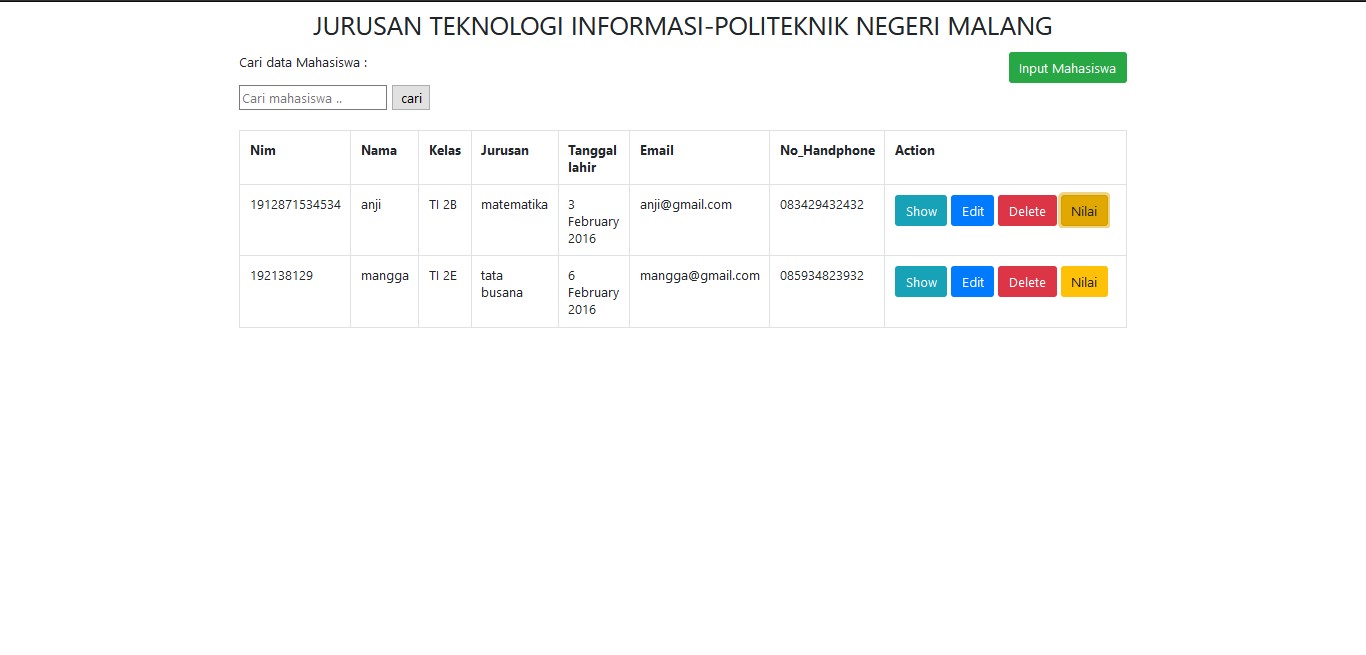 JURUSAN TEKNOLOGI INFORMASI-POLITEKNIK NEGERI MALANG
Cari data Mahasiswa :
Input Mahasiswa
Cari mahasiswa ..
cari
Nim Nama Kelas Jurusan Tanggal lahir Email No_Handphone Action
1912871534534 anji TI 2B matematika 3 February 2016 anji@gmail.com 083429432432 Show Edit Delete Nilai
192138129 mangga TI 2E tata busana 6 February 2016 mangga@gmail.com 085934823932 Show Edit Delete Nilai